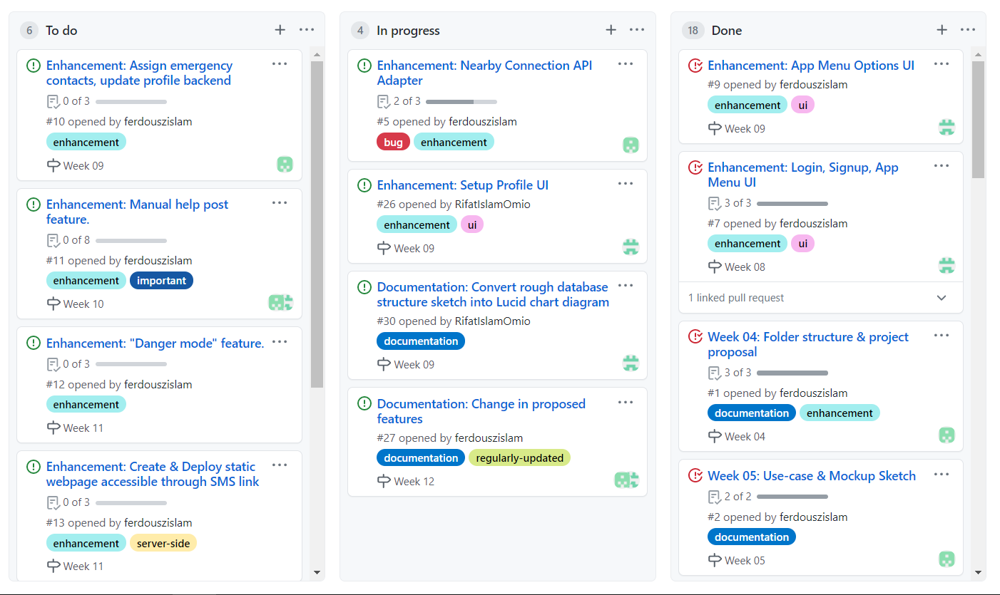 6 To do
Enhancement: Assign emergency
contacts, update profile backend
0 of 3
#10 opened by ferdouszislam
enhancement
Week 09
Enhancement: Manual help post
feature.
0 of 8
#11 opened by ferdouszislam
enhancement important
Week 10
Enhancement: "Danger mode" feature.
0 of 3
#12 opened by ferdouszislam
enhancement
Week 11
Enhancement: Create & Deploy static
webpage accessible through SMS link
0 of 3
#13 opened by ferdouszislam
enhancement server-side
Week 11
4 In progress
Enhancement: Nearby Connection API
Adapter
2 of 3
#5 opened by ferdouszislam
bug enhancement
Enhancement: Setup Profile UI
#26 opened by RifatIslamOmio
enhancement ui
Week 09
Documentation: Convert rough database
structure sketch into Lucid chart diagram
#30 opened by RifatIslamOmio
documentation
Week 09
Documentation: Change in proposed
features
#27 opened by ferdouszislam
documentation regularly-updated
Week 12
18 Done
Enhancement: App Menu Options UI
#9 opened by ferdouszislam
enhancement ui
Week 09
Enhancement: Login, Signup, App
Menu UI
3 of 3
#7 opened by ferdouszislam
enhancement ui
Week 08
1 linked pull request
Week 04: Folder structure & project
proposal
3 of 3
#1 opened by ferdouszislam
documentation enhancement
Week 04
Week 05: Use-case & Mockup Sketch
2 of 2
#2 opened by ferdouszislam
documentation
Week 05